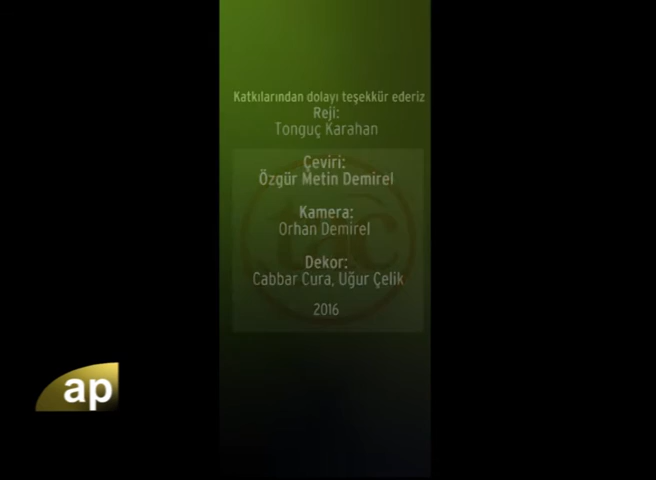 Katkılarından dolayı teşekkür ederiz
Reji:
Tonguç Karahan
Çeviri:
Özgür Metin Demirel
Kamera:
Orhan Demirel
tac
Dekor:
Cabbar Cura, Uğur Çelik
2016
ap